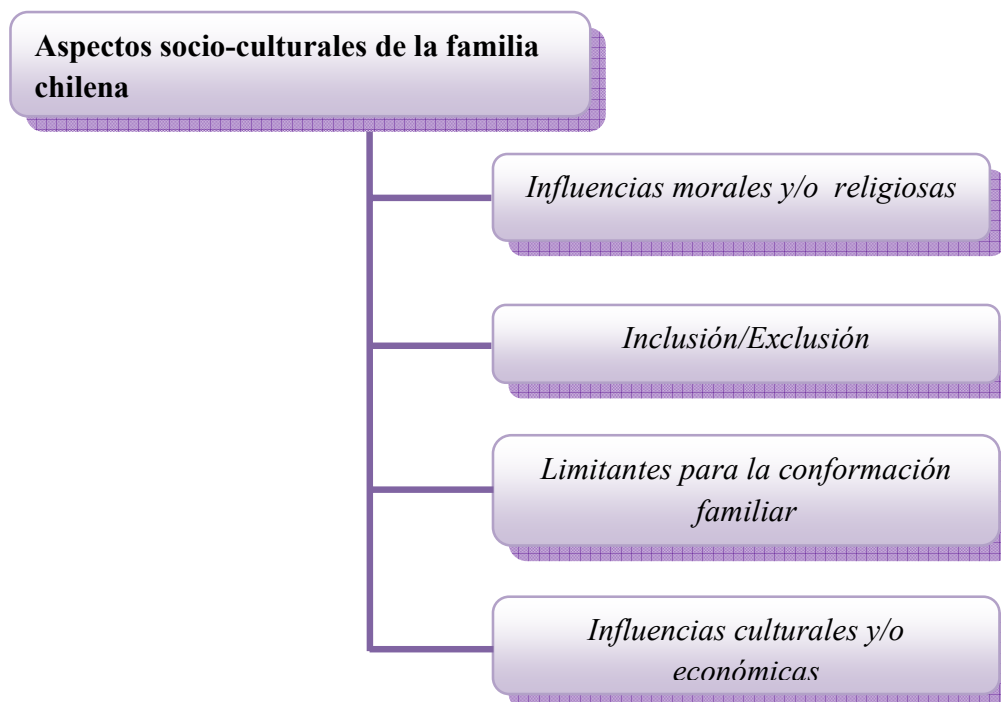 Aspectos socio-culturales de la familia
chilena
Influencias morales y/o religiosas
Inclusión/Exclusión
Limitantes para la conformación
familiar
Influencias culturales y/o
económicas